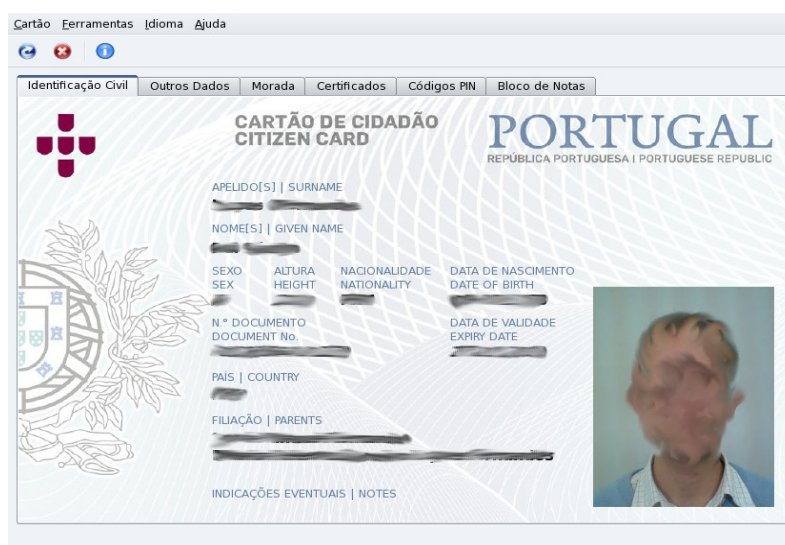 Cartão Ferramentas Idioma Ajuda
Identificação Civil Outros Dados Morada Certificados Códigos PIN Bloco de Notas
CARTÃO DE CIDADÃO
CITIZEN CARD
PORTUGAL
REPÚBLICA PORTUGUESA | PORTUGUESE REPUBLIC
APELIDO[S] | SURNAME
NOME[S] | GIVEN NAME
SEXO ALTURA NACIONALIDADE DATA DE NASCIMENTO
SEX HEIGHT NATIONALITY DATE OF BIRTH
N.° DOCUMENTO DATA DE VALIDADE
DOCUMENT No. EXPIRY DATE
PAÍS | COUNTRY
FILIAÇÃO | PARENTS
INDICAÇÕES EVENTUAIS | NOTES